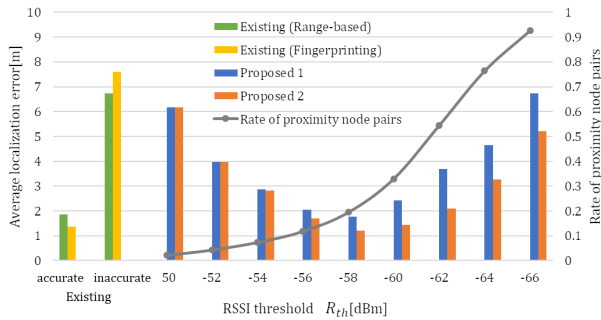 Average localization error[m]
10
9
8
7
6
5
4
3
2
1
0
Existing (Range-based)
Existing (Fingerprinting)
Proposed 1
Proposed 2
Rate of proximity node pairs
1
0.9
0.8
0.7
0.6
0.5
0.4
0.3
0.2
0.1
0
Rate of proximity node pairs
accurate inaccurate 50 -52 -54 -56 -58 -60 -62 -64 -66
Existing
RSSI threshold R_th[dBm]